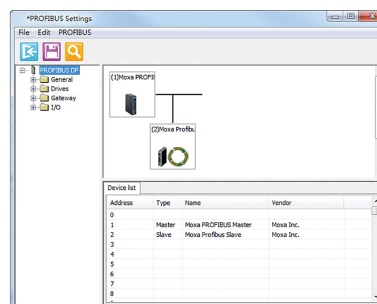 *PROFIBUS Settings
File Edit PROFIBUS
PROFIBUS DP
General
Drives
Gateway
I/O
(1)Moxa PROFI
(2)Moxa Profibu
Device list
Address Type Name Vendor
0
1 Master Moxa PROFIBUS Master Moxa Inc.
2 Slave Moxa Profibus Slave Moxa Inc.
3
4
5
6
7
8